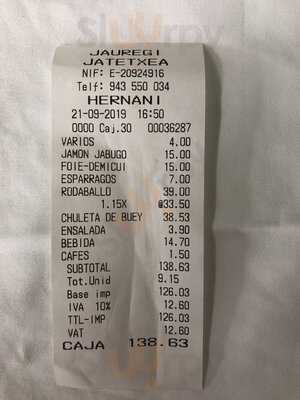 JAUREGI
JATETXEA
NIF: E-20924916
Telf: 943 550 034
HERNANI
21-09-2019 16:50
0000 Caj.30 00036287
VARIOS 4.00
JAMON JABUGO 15.00
FOIE-DEMICUI 15.00
ESPARRAGOS 7.00
RODABALLO 39.00
1.15X @33.50
CHULETA DE BUEY 38.53
ENSALADA 3.90
BEBIDA 14.70
CAFES 1.50
SUBTOTAL 138.63
Tot.Unid 9.15
Base imp 126.03
IVA 10% 12.60
TTL-IMP 126.03
VAT 12.60
CAJA 138.63